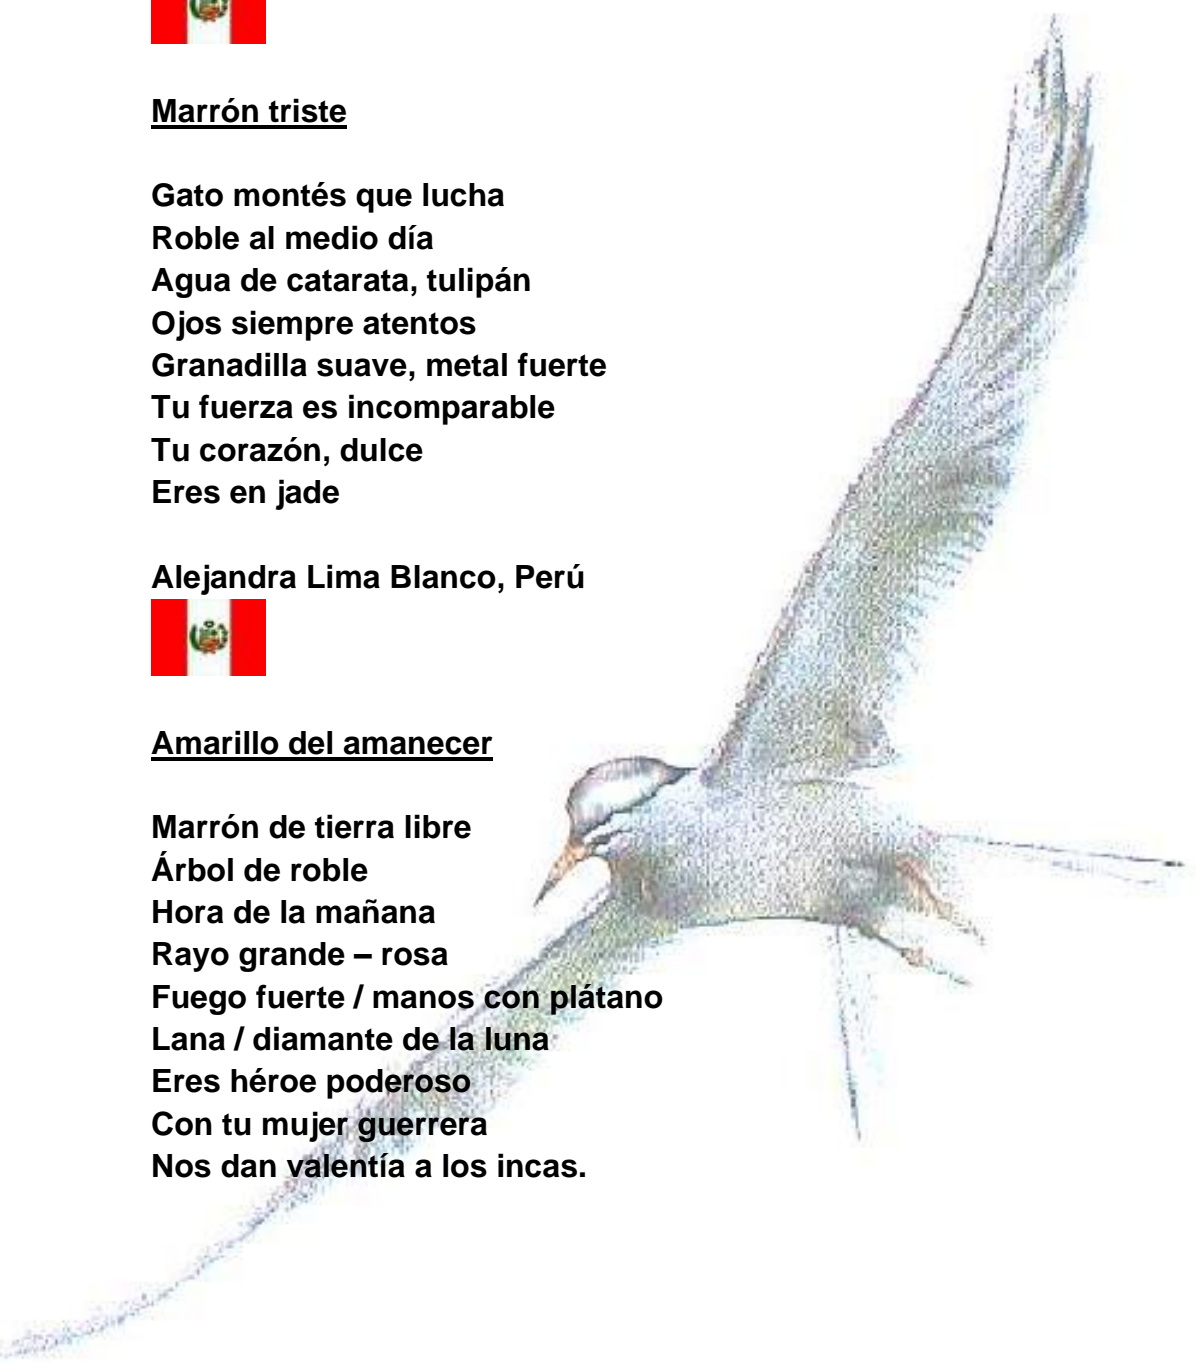 Marrón triste
Gato montés que lucha
Roble al medio día
Agua de catarata, tulipán
Ojos siempre atentos
Granadilla suave, metal fuerte
Tu fuerza es incomparable
Tu corazón, dulce
Eres en jade
Alejandra Lima Blanco, Perú
Amarillo del amanecer
Marrón de tierra libre
Árbol de roble
Hora de la mañana
Rayo grande – rosa
Fuego fuerte / manos con plátano
Lana / diamante de la luna
Eres héroe poderoso
Con tu mujer guerrera
Nos dan valentía a los incas.